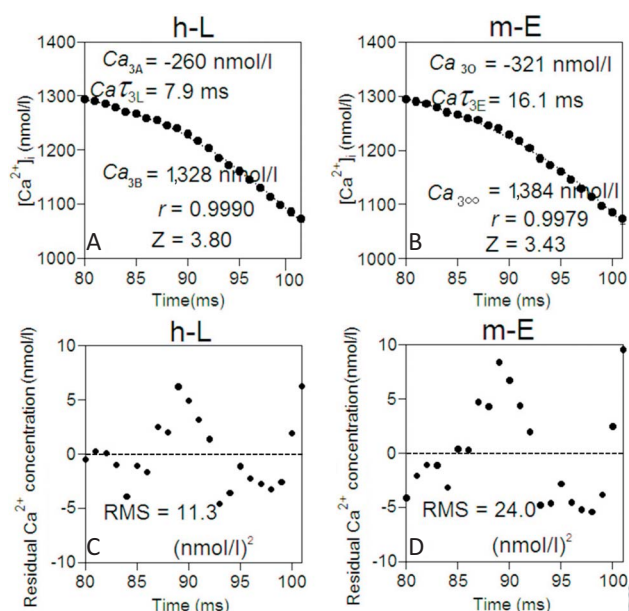 h-L
1400
1300
1200
1100
1000
[Ca²⁺]ᵢ (nmol/l)
Ca₃A = -260 nmol/l
Caτ₃L = 7.9 ms
Ca₃B = 1,328 nmol/l
r = 0.9990
Z = 3.80
A
80 85 90 95 100
Time(ms)
m-E
1400
1300
1200
1100
1000
[Ca²⁺]ᵢ (nmol/l)
Ca₃O = -321 nmol/l
Caτ₃E = 16.1 ms
Ca₃∞ = 1,384 nmol/l
r = 0.9979
Z = 3.43
B
80 85 90 95 100
Time(ms)
h-L
10
5
0
-5
-10
Residual Ca²⁺ concentration (nmol/l)
RMS = 11.3
(nmol/l)²
C
80 85 90 95 100
Time (ms)
m-E
10
5
0
-5
-10
Residual Ca²⁺ concentration (nmol/l)
RMS = 24.0
(nmol/l)²
D
80 85 90 95 100
Time (ms)